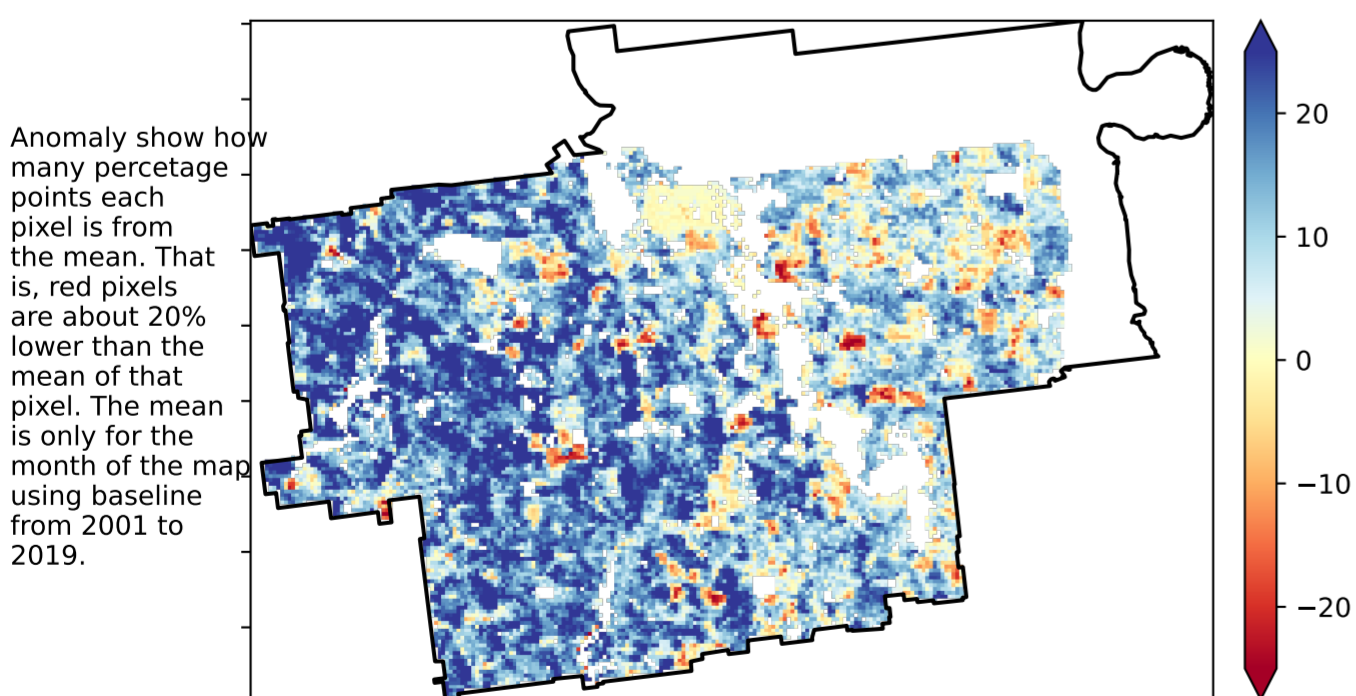 Anomaly show how
many percetage
points each
pixel is from
the mean. That
is, red pixels
are about 20%
lower than the
mean of that
pixel. The mean
is only for the
month of the map
using baseline
from 2001 to
2019.
20
10
0
−10
−20